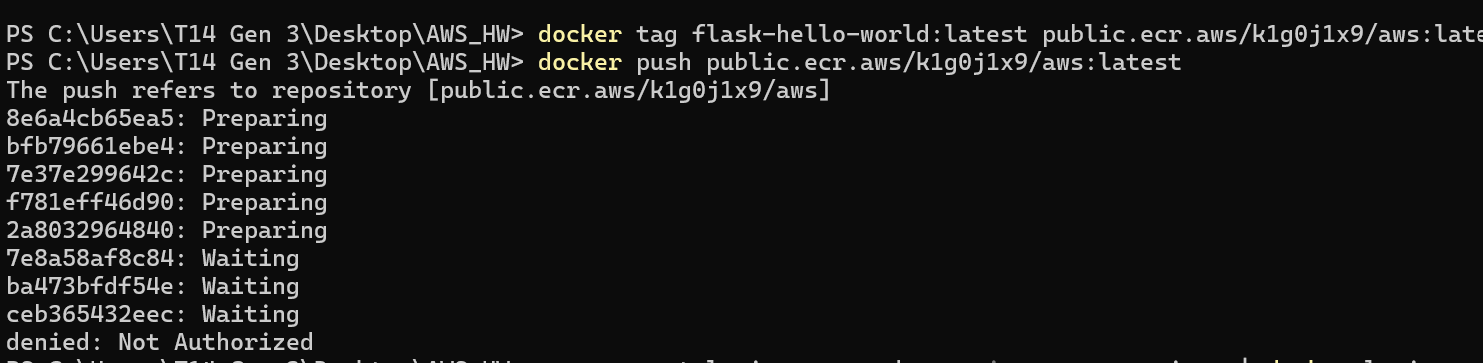 PS C:\Users\T14 Gen 3\Desktop\AWS_HW> docker tag flask-hello-world:latest public.ecr.aws/k1g0j1x9/aws:late
PS C:\Users\T14 Gen 3\Desktop\AWS_HW> docker push public.ecr.aws/k1g0j1x9/aws:latest
The push refers to repository [public.ecr.aws/k1g0j1x9/aws]
8e6a4cb65ea5: Preparing
bfb79661ebe4: Preparing
7e37e299642c: Preparing
f781eff46d90: Preparing
2a8032964840: Preparing
7e8a58af8c84: Waiting
ba473bfdf54e: Waiting
ceb365432eec: Waiting
denied: Not Authorized